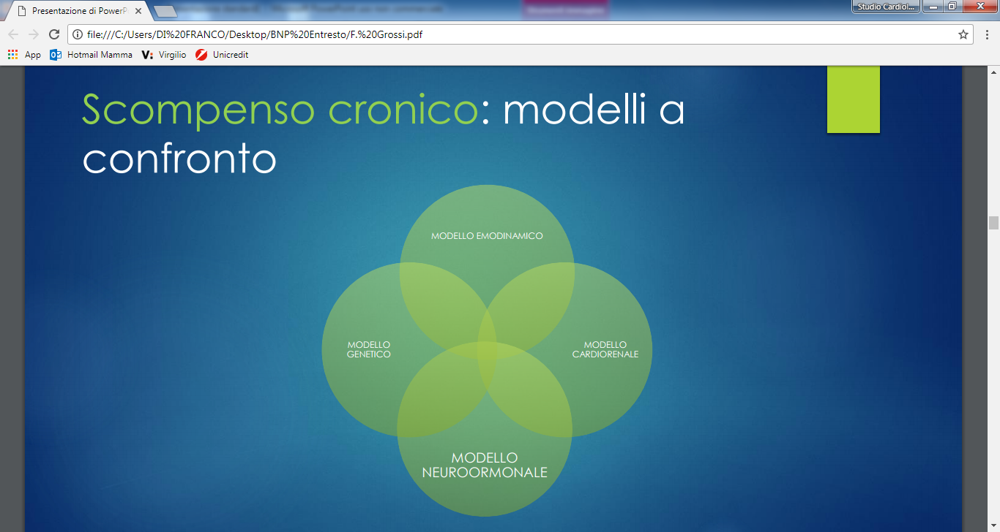 Presentazione di PowerP
Studio Cardiol...
file:///C:/Users/DI%20FRANCO/Desktop/BNP%20Entresto/F.%20Grossi.pdf
App
Hotmail Mamma
Virgilio
Unicredit
Scompenso cronico: modelli a
confronto
MODELLO EMODINAMICO
MODELLO
GENETICO
MODELLO
CARDIORENALE
MODELLO
NEUROORMONALE